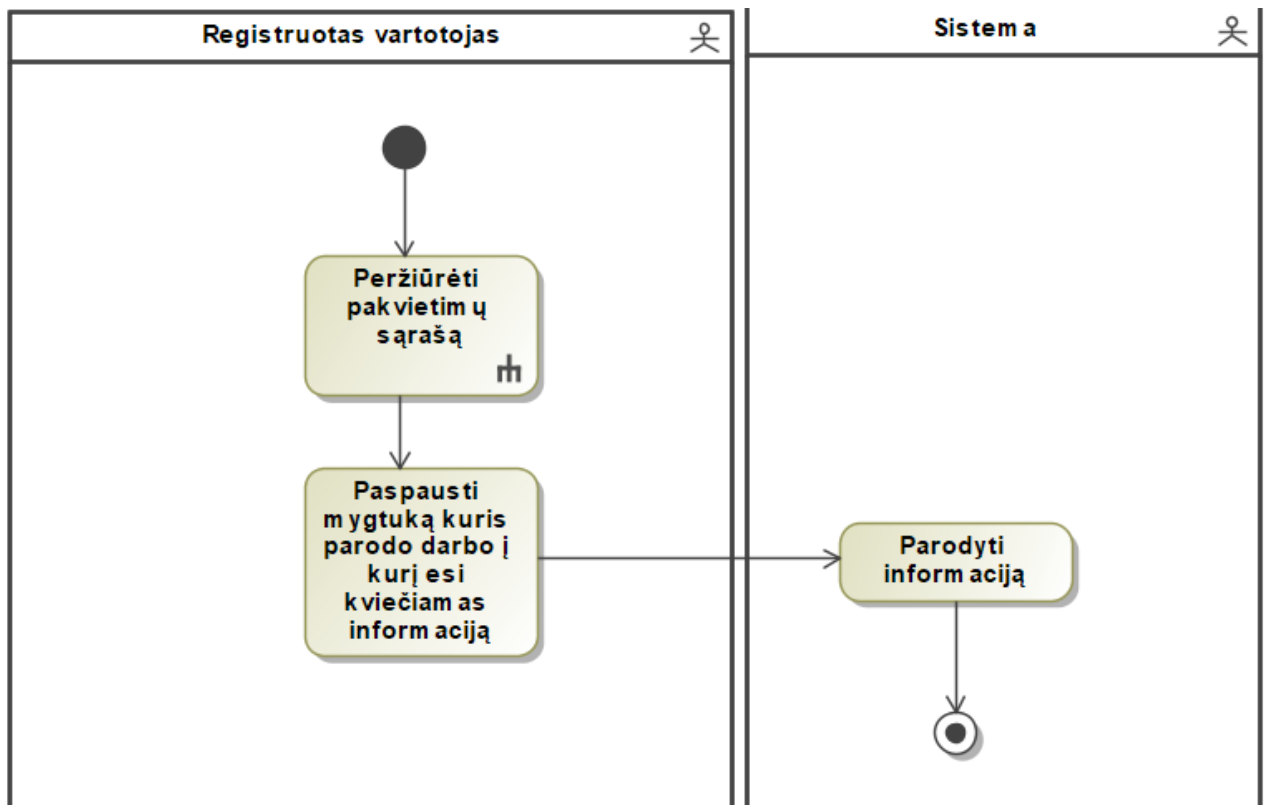 Registruotas vartotojas
Sistema
Peržiūrėti
pakvietimų
sąrašą
Paspausti
mygtuką kuris
parodo darbo į
kurį esi
kviečiamas
informaciją
Parodyti
informaciją